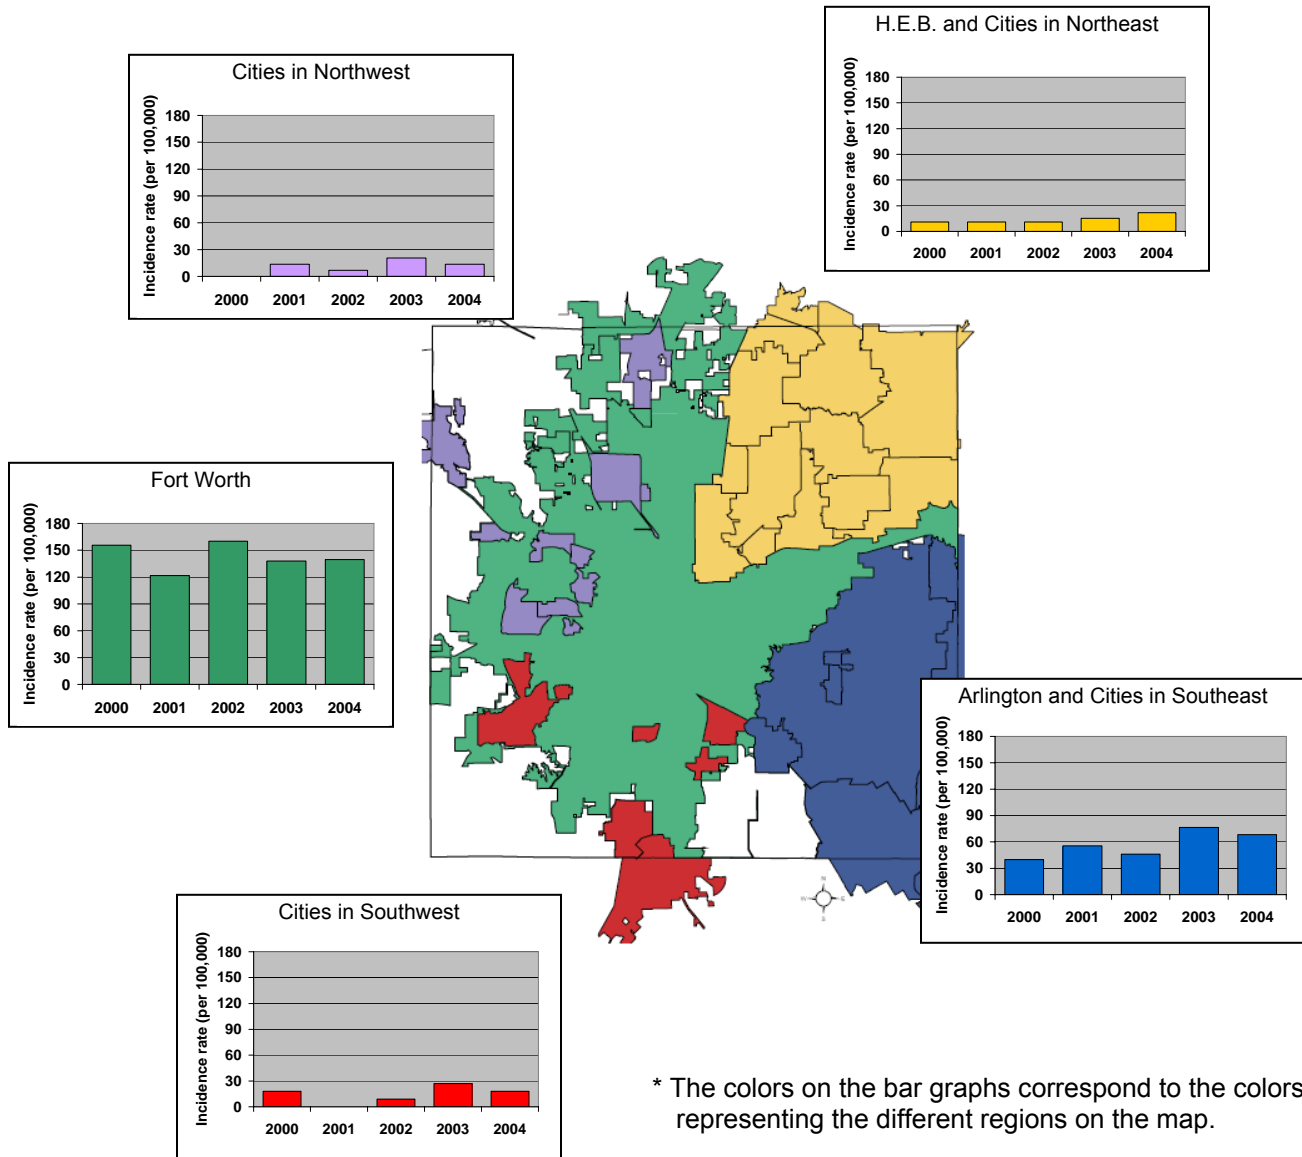 H.E.B. and Cities in Northeast
Incidence rate (per 100,000)
180
150
120
90
60
30
0
2000 2001 2002 2003 2004
Cities in Northwest
Incidence rate (per 100,000)
180
150
120
90
60
30
0
2000 2001 2002 2003 2004
Fort Worth
Incidence rate (per 100,000)
180
150
120
90
60
30
0
2000 2001 2002 2003 2004
Arlington and Cities in Southeast
Incidence rate (per 100,000)
180
150
120
90
60
30
0
2000 2001 2002 2003 2004
N
W E
S
Cities in Southwest
Incidence rate (per 100,000)
180
150
120
90
60
30
0
2000 2001 2002 2003 2004
* The colors on the bar graphs correspond to the colors
representing the different regions on the map.